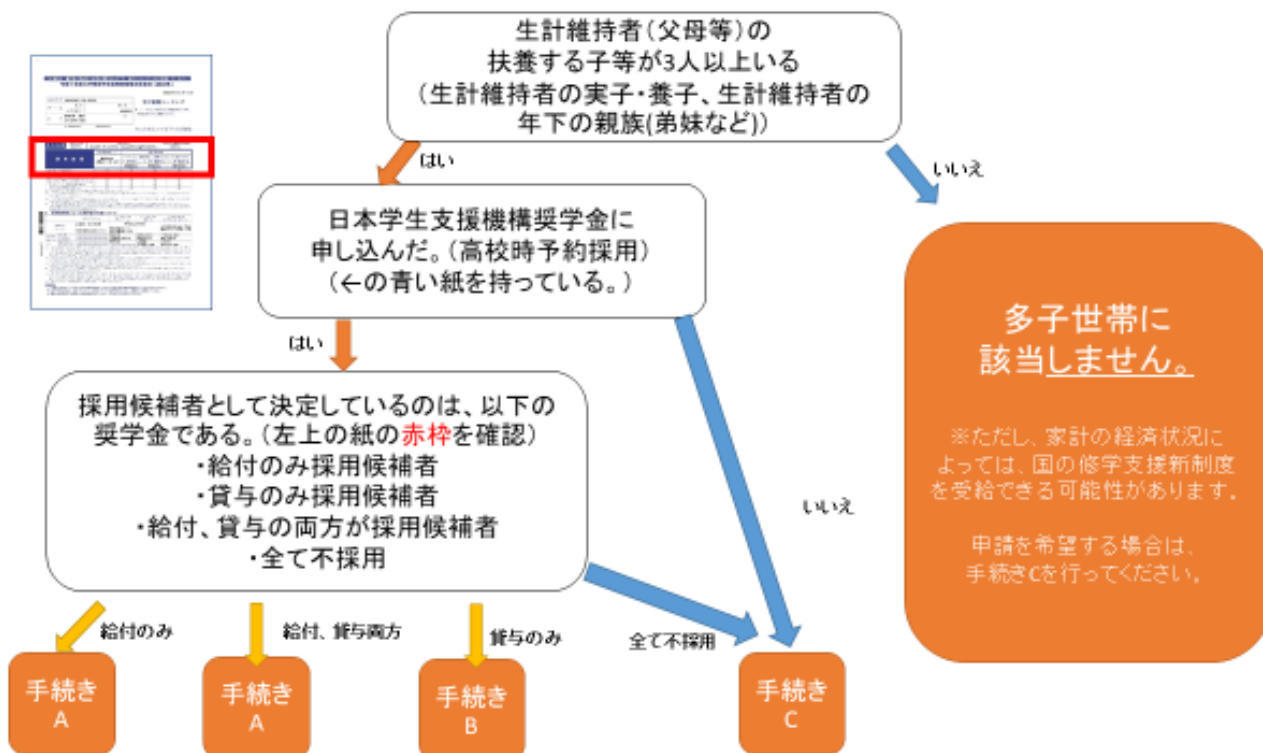 生計維持者(父母等)の
扶養する子等が3人以上いる
(生計維持者の実子・養子、生計維持者の
年下の親族(弟妹など))
はい
いいえ
日本学生支援機構奨学金に
申し込んだ。(高校時予約採用)
(←の青い紙を持っている。)
はい
いいえ
採用候補者として決定しているのは、以下の
奨学金である。(左上の紙の赤枠を確認)
・給付のみ採用候補者
・貸与のみ採用候補者
・給付、貸与の両方が採用候補者
・全て不採用
給付のみ
給付、貸与両方
貸与のみ
全て不採用
手続き
A
手続き
A
手続き
B
手続き
C
多子世帯に
該当しません。
※ただし、家計の経済状況に
よっては、国の修学支援新制度
を受給できる可能性があります。
申請を希望する場合は、
手続きCを行ってください。